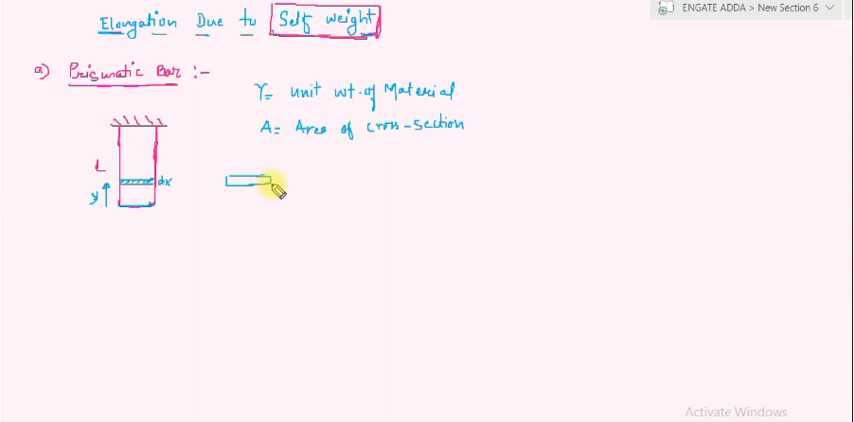 ENGATE ADDA > New Section 6
Elongation Due to Self weight
a) Prismatic Bar :-
γ= unit wt. of Material
A= Area of cross-section
L
dx
y
Activate Windows